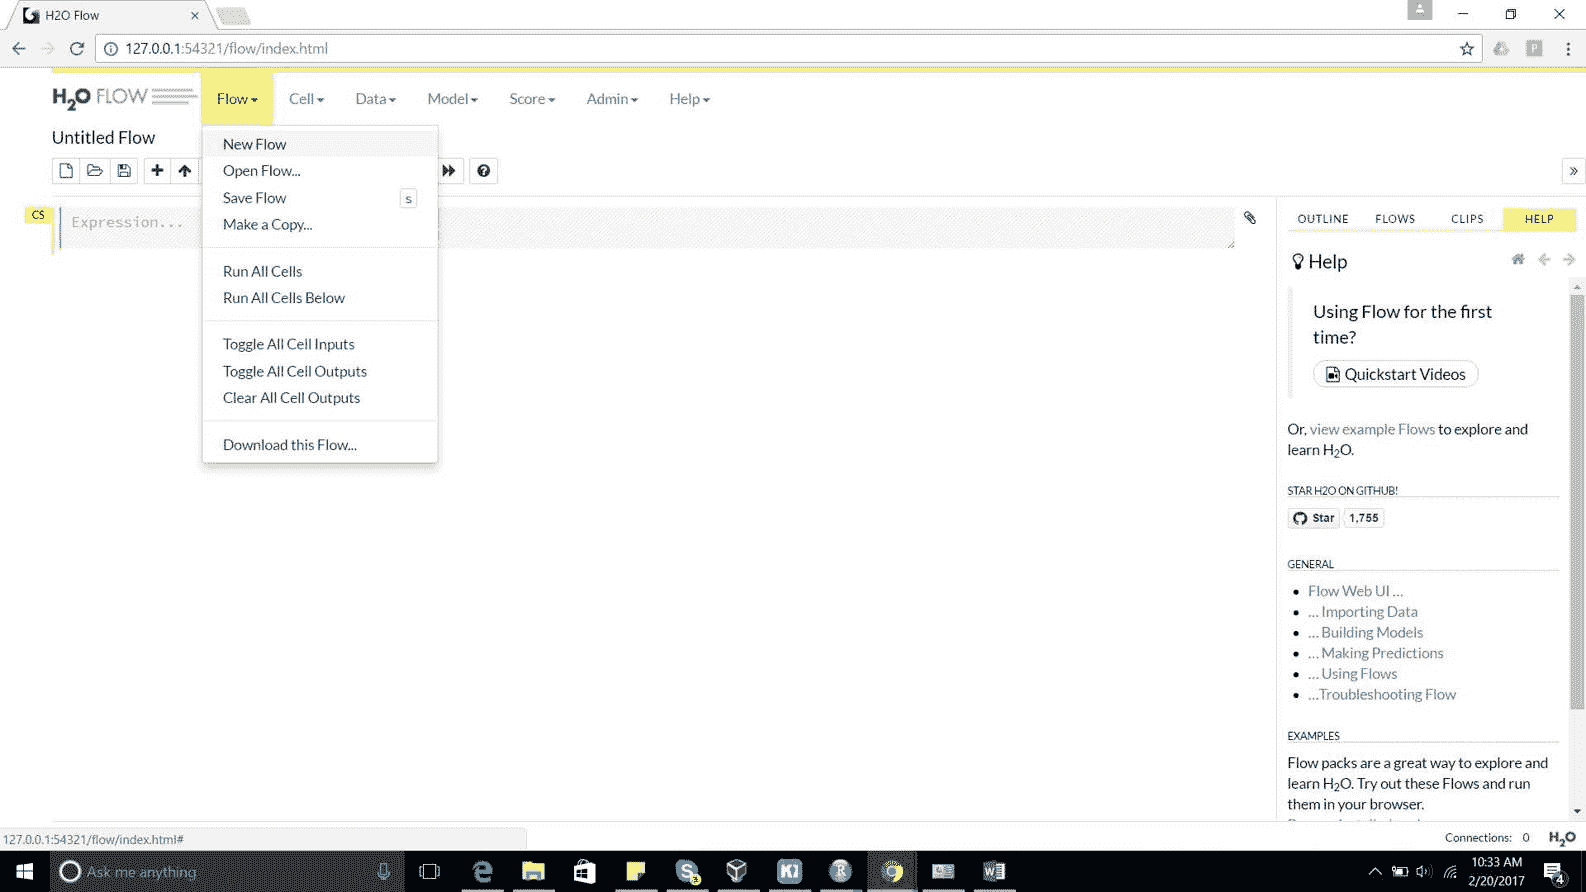 H2O Flow
127.0.0.1:54321/flow/index.html
H2O FLOW
Flow Cell Data Model Score Admin Help
Untitled Flow
New Flow
Open Flow...
Save Flow s
Make a Copy...
Run All Cells
Run All Cells Below
Toggle All Cell Inputs
Toggle All Cell Outputs
Clear All Cell Outputs
Download this Flow...
CS
Expression...
OUTLINE FLOWS CLIPS HELP
Help
Using Flow for the first
time?
Quickstart Videos
Or, view example Flows to explore and
learn H2O.
STAR H2O ON GITHUB!
Star 1,755
GENERAL
Flow Web UI ...
... Importing Data
... Building Models
... Making Predictions
... Using Flows
...Troubleshooting Flow
EXAMPLES
Flow packs are a great way to explore and
learn H2O. Try out these Flows and run
them in your browser.
127.0.0.1:54321/flow/index.html#
Connections: 0 H2O
Ask me anything
10:33 AM
2/20/2017
4